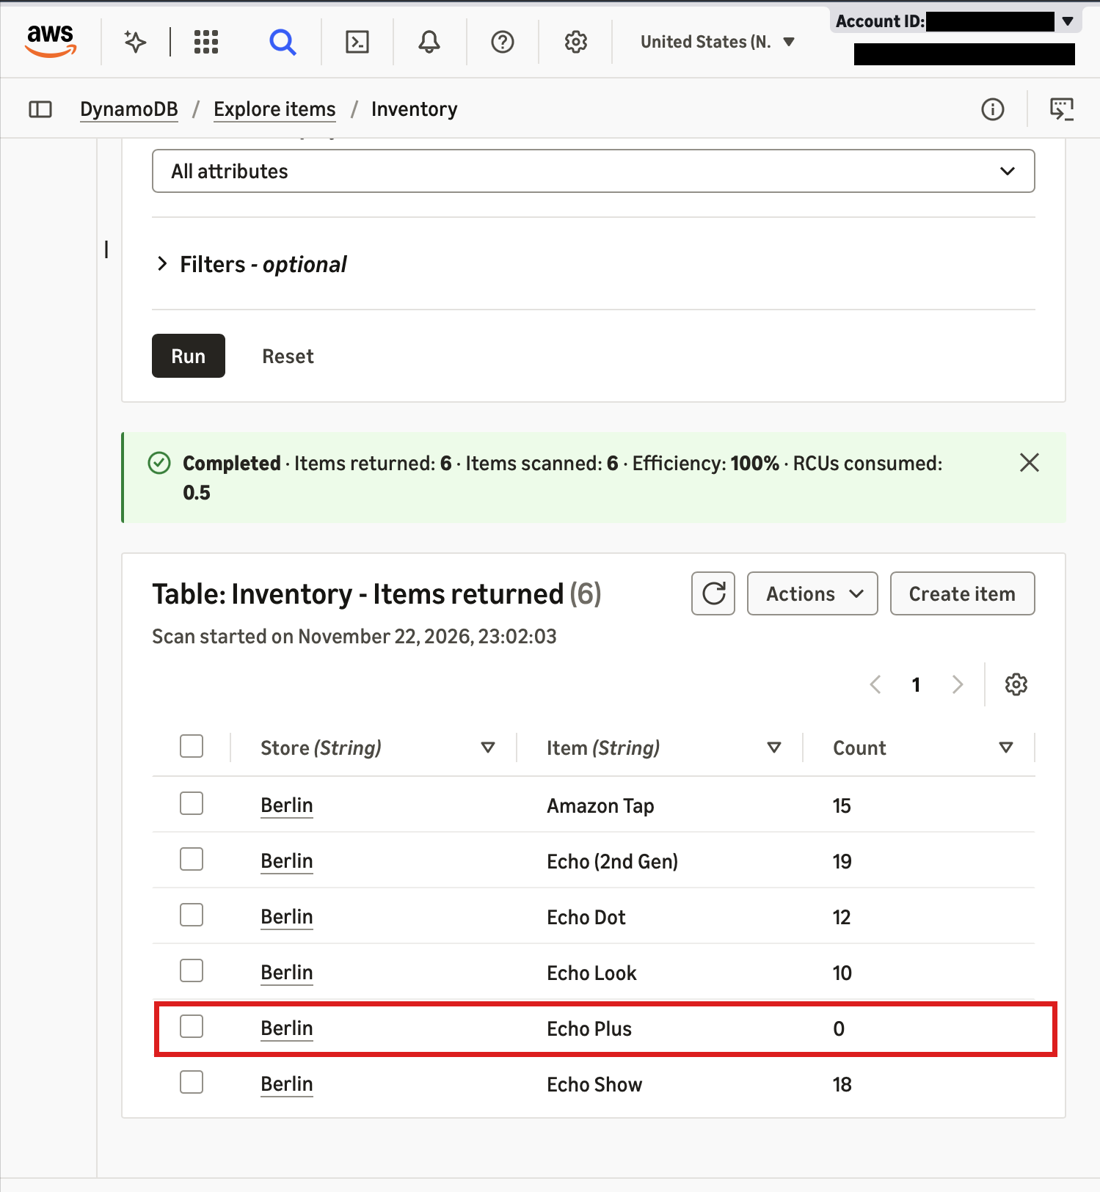 aws
United States (N.
Account ID:
DynamoDB / Explore items / Inventory
All attributes
Filters - optional
Run Reset
Completed · Items returned: 6 · Items scanned: 6 · Efficiency: 100% · RCUs consumed:
0.5
Table: Inventory - Items returned (6)
Actions
Create item
Scan started on November 22, 2026, 23:02:03
1
Store (String) Item (String) Count
Berlin Amazon Tap 15
Berlin Echo (2nd Gen) 19
Berlin Echo Dot 12
Berlin Echo Look 10
Berlin Echo Plus 0
Berlin Echo Show 18